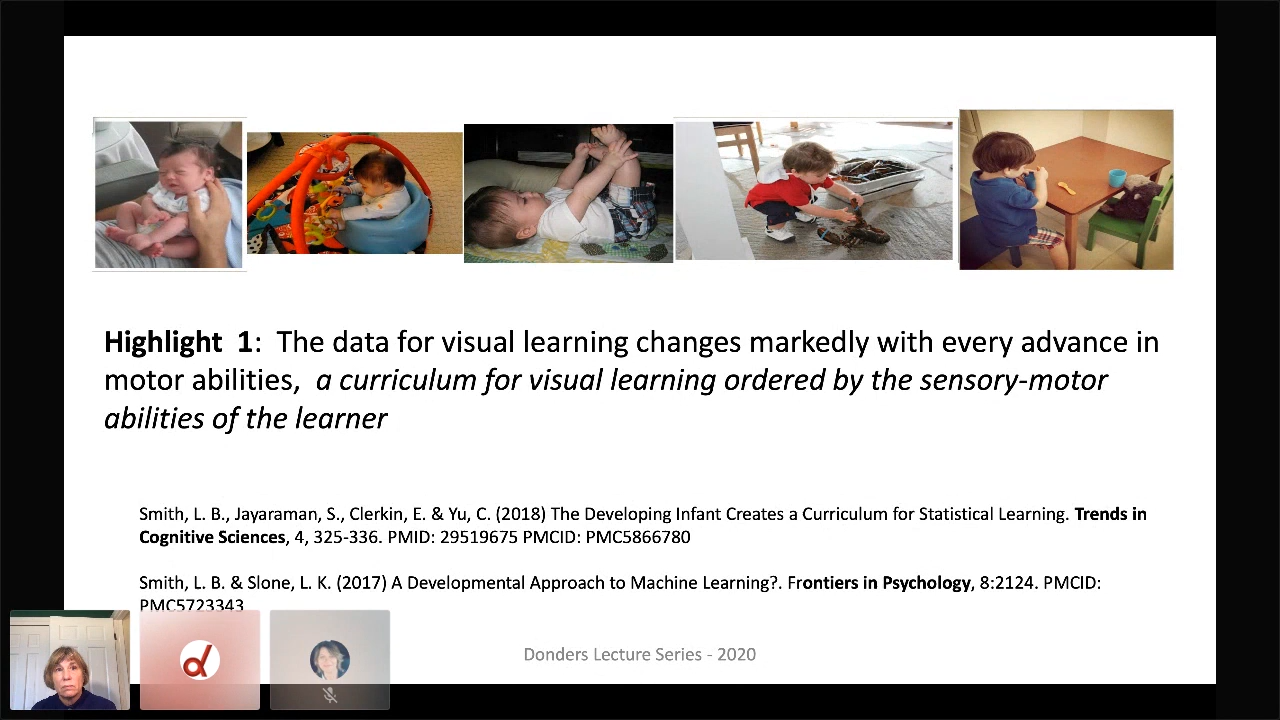 Highlight 1: The data for visual learning changes markedly with every advance in
motor abilities, a curriculum for visual learning ordered by the sensory-motor
abilities of the learner
Smith, L. B., Jayaraman, S., Clerkin, E. & Yu, C. (2018) The Developing Infant Creates a Curriculum for Statistical Learning. Trends in
Cognitive Sciences, 4, 325-336. PMID: 29519675 PMCID: PMC5866780
Smith, L. B. & Slone, L. K. (2017) A Developmental Approach to Machine Learning?. Frontiers in Psychology, 8:2124. PMCID:
PMC5723343
Donders Lecture Series - 2020